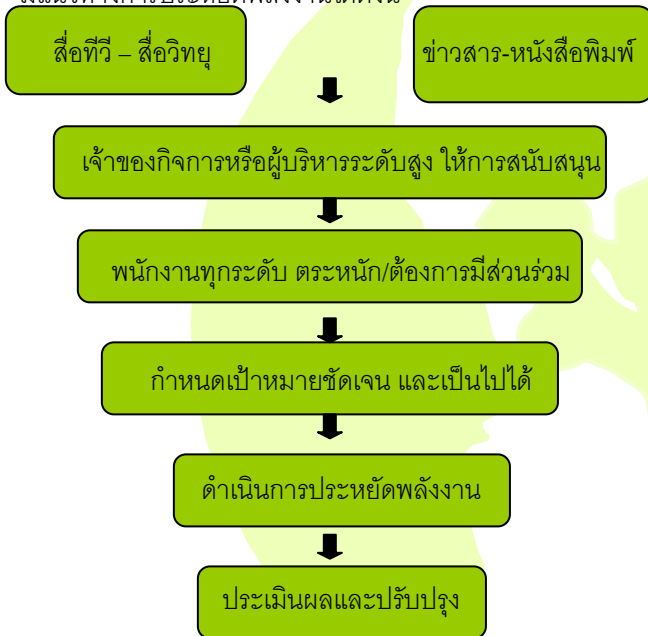 สื่อทีวี – สื่อวิทยุ
ข่าวสาร-หนังสือพิมพ์
เจ้าของกิจการหรือผู้บริหารระดับสูง ให้การสนับสนุน
พนักงานทุกระดับ ตระหนัก/ต้องการมีส่วนร่วม
กำหนดเป้าหมายชัดเจน และเป็นไปได้
ดำเนินการประหยัดพลังงาน
ประเมินผลและปรับปรุง